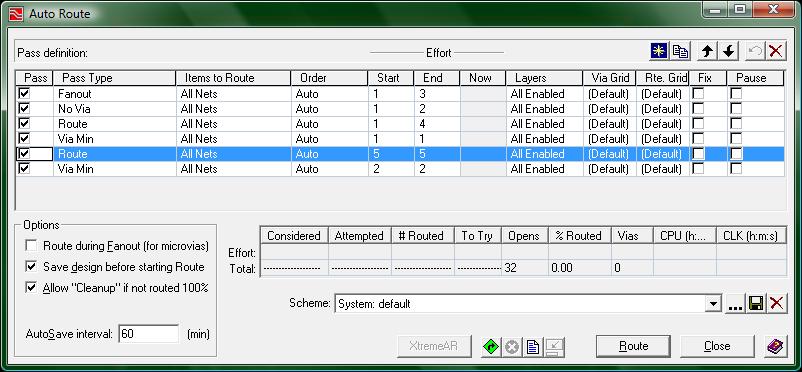 Auto Route
Pass definition: Effort
Pass Pass Type Items to Route Order Start End Now Layers Via Grid Rte. Grid Fix Pause
Fanout All Nets Auto 1 3 All Enabled (Default) (Default)
No Via All Nets Auto 1 2 All Enabled (Default) (Default)
Route All Nets Auto 1 4 All Enabled (Default) (Default)
Via Min All Nets Auto 1 1 All Enabled (Default) (Default)
Route All Nets Auto 5 5 All Enabled (Default) (Default)
Via Min All Nets Auto 2 2 All Enabled (Default) (Default)
Options
Route during Fanout (for microvias)
Save design before starting Route
Allow "Cleanup" if not routed 100%
AutoSave interval: 60 (min)
Considered Attempted # Routed To Try Opens % Routed Vias CPU (h:... CLK (h:m:s)
Effort:
Total: ----------------- ----------------- ----------------- ------------ 32 0.00 0
Scheme: System: default ...
XtremeAR Route Close